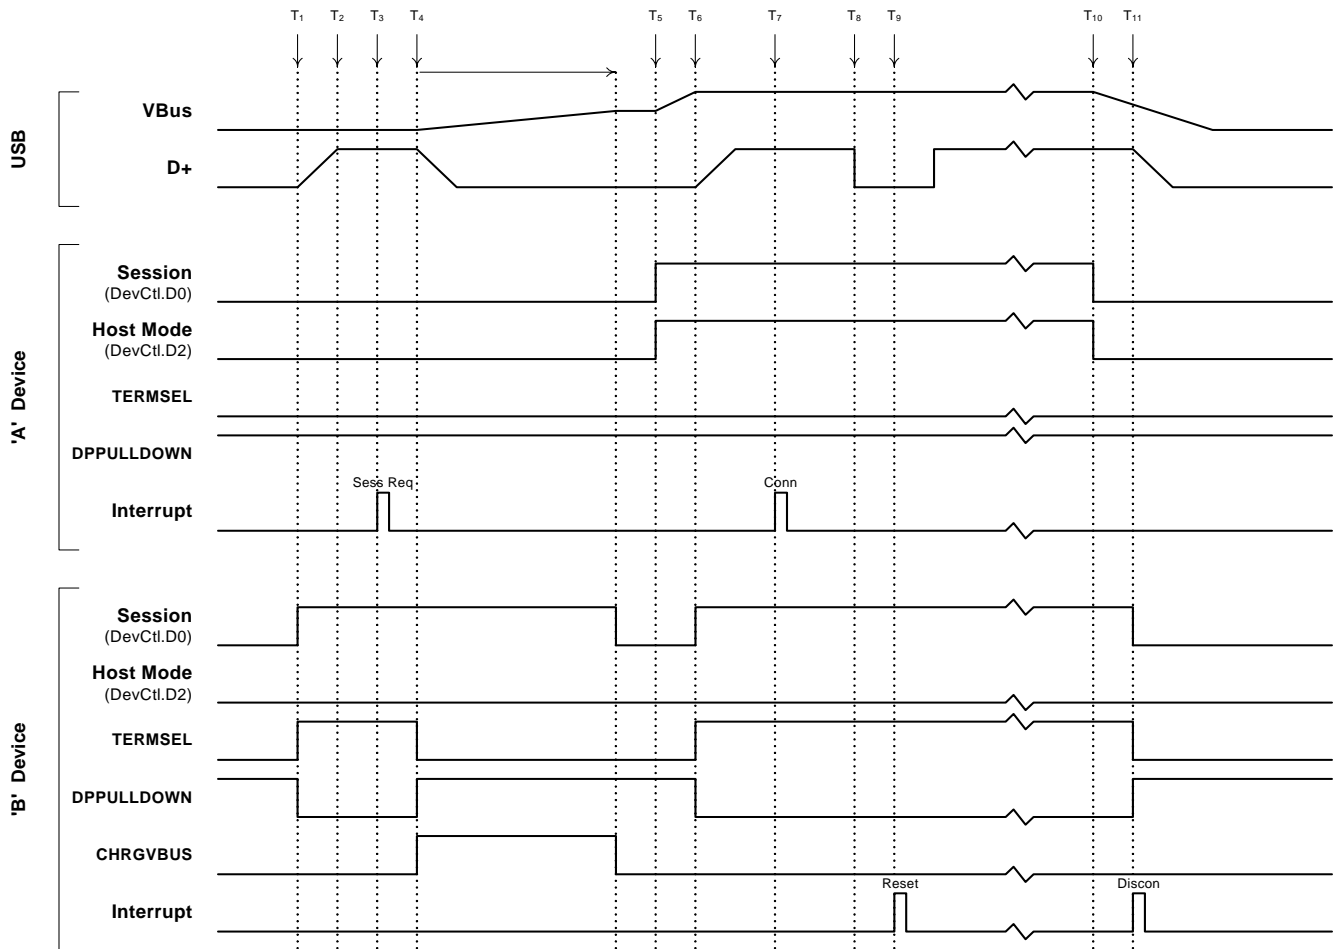 T1 T2 T3 T4 T5 T6 T7 T8 T9 T10 T11
USB
VBus
D+
'A' Device
Session
(DevCtl.D0)
Host Mode
(DevCtl.D2)
TERMSEL
DPPULLDOWN
Sess Req Conn
Interrupt
'B' Device
Session
(DevCtl.D0)
Host Mode
(DevCtl.D2)
TERMSEL
DPPULLDOWN
CHRGVBUS
Reset Discon
Interrupt